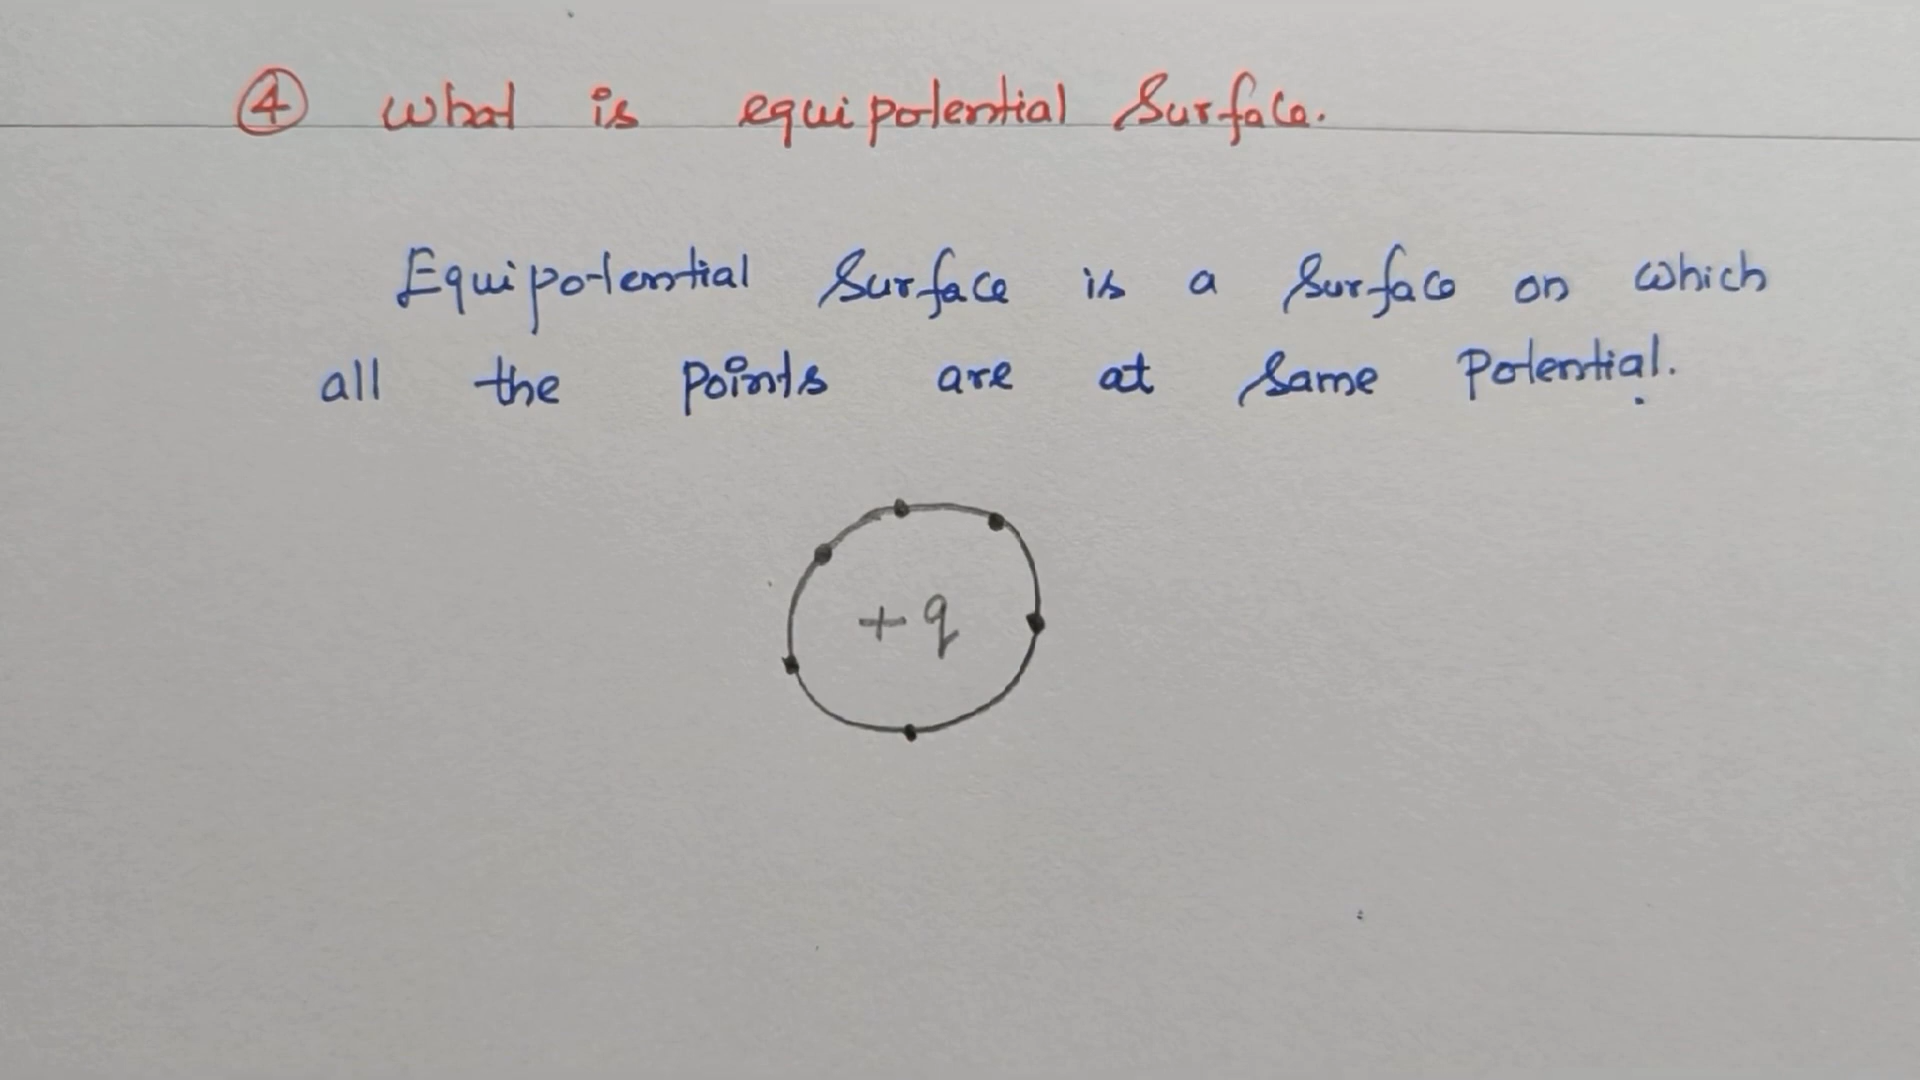 ④ What is equipotential Surface.
Equipotential Surface is a Surface on which
all the points are at same Potential.
+q